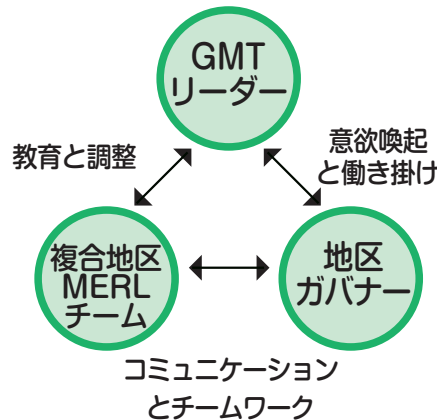 GMT
リーダー
教育と調整
意欲喚起
と働き掛け
複合地区
MERL
チーム
地区
ガバナー
コミュニケーション
とチームワーク